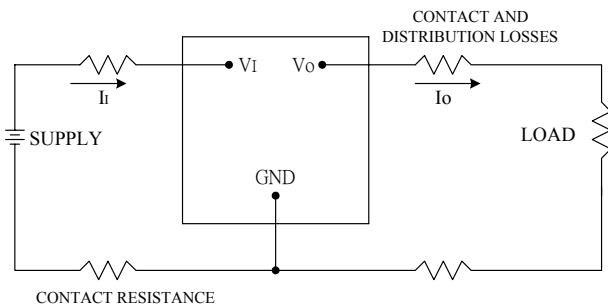 CONTACT AND
DISTRIBUTION LOSSES
VI
VO
II
IO
SUPPLY
LOAD
GND
CONTACT RESISTANCE